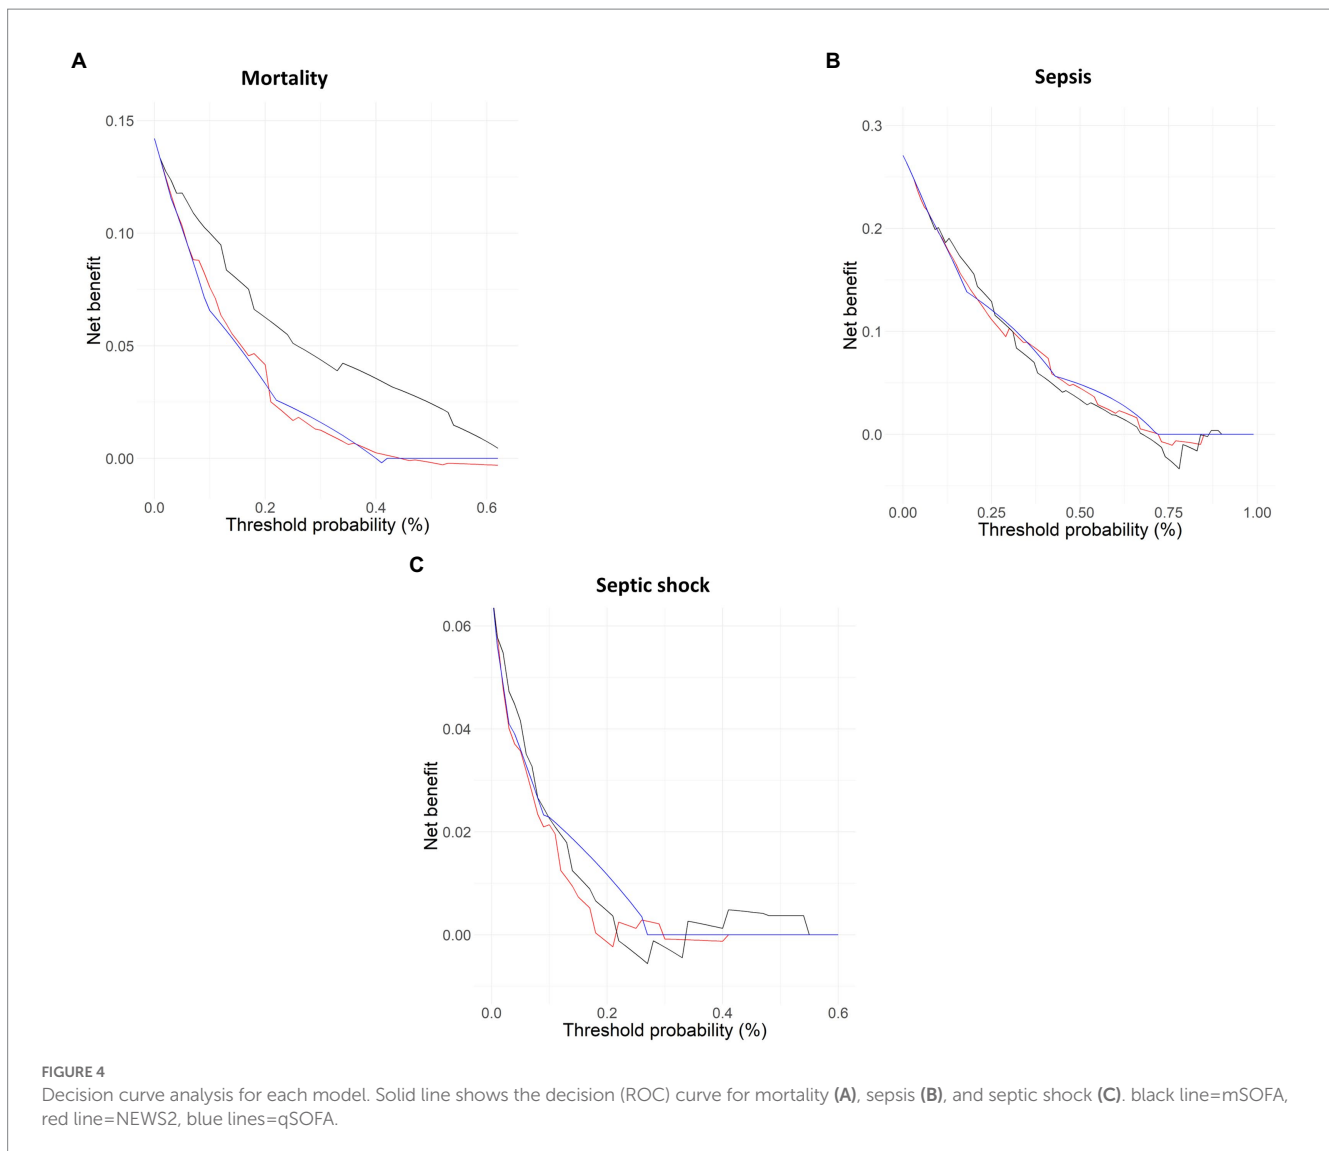 A
Mortality
0.15
0.10
0.05
0.00
Net benefit
0.0 0.2 0.4 0.6
Threshold probability (%)
B
Sepsis
0.3
0.2
0.1
0.0
Net benefit
0.00 0.25 0.50 0.75 1.00
Threshold probability (%)
C
Septic shock
0.06
0.04
0.02
0.00
Net benefit
0.0 0.2 0.4 0.6
Threshold probability (%)
FIGURE 4
Decision curve analysis for each model. Solid line shows the decision (ROC) curve for mortality (A), sepsis (B), and septic shock (C). black line=mSOFA,
red line=NEWS2, blue lines=qSOFA.